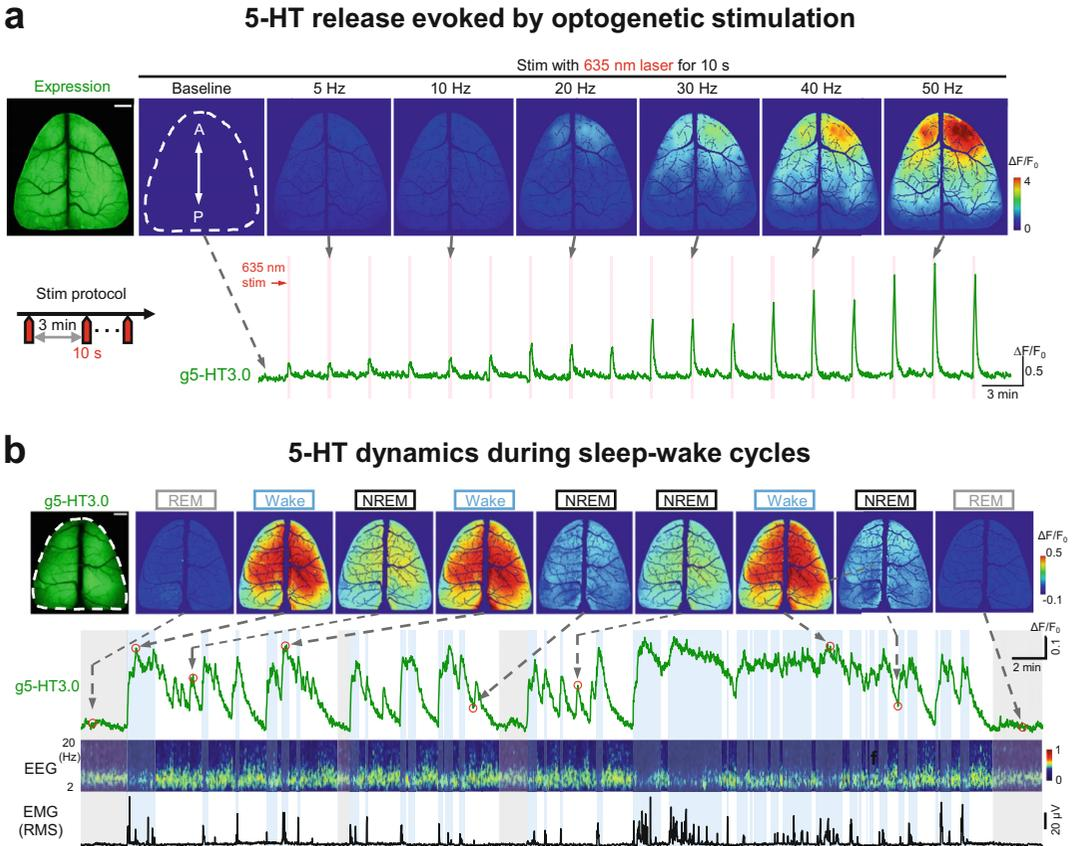 a
5-HT release evoked by optogenetic stimulation
Stim with 635 nm laser for 10 s
Expression
Baseline
5 Hz
10 Hz
20 Hz
30 Hz
40 Hz
50 Hz
A
P
ΔF/F0
4
0
635 nm
stim
Stim protocol
3 min
10 s
g5-HT3.0
ΔF/F0
0.5
3 min
b
5-HT dynamics during sleep-wake cycles
g5-HT3.0
REM
Wake
NREM
Wake
NREM
NREM
Wake
NREM
REM
ΔF/F0
0.5
-0.1
ΔF/F0
0.1
2 min
g5-HT3.0
20
(Hz)
EEG
2
f
1
0
EMG
(RMS)
20 µV